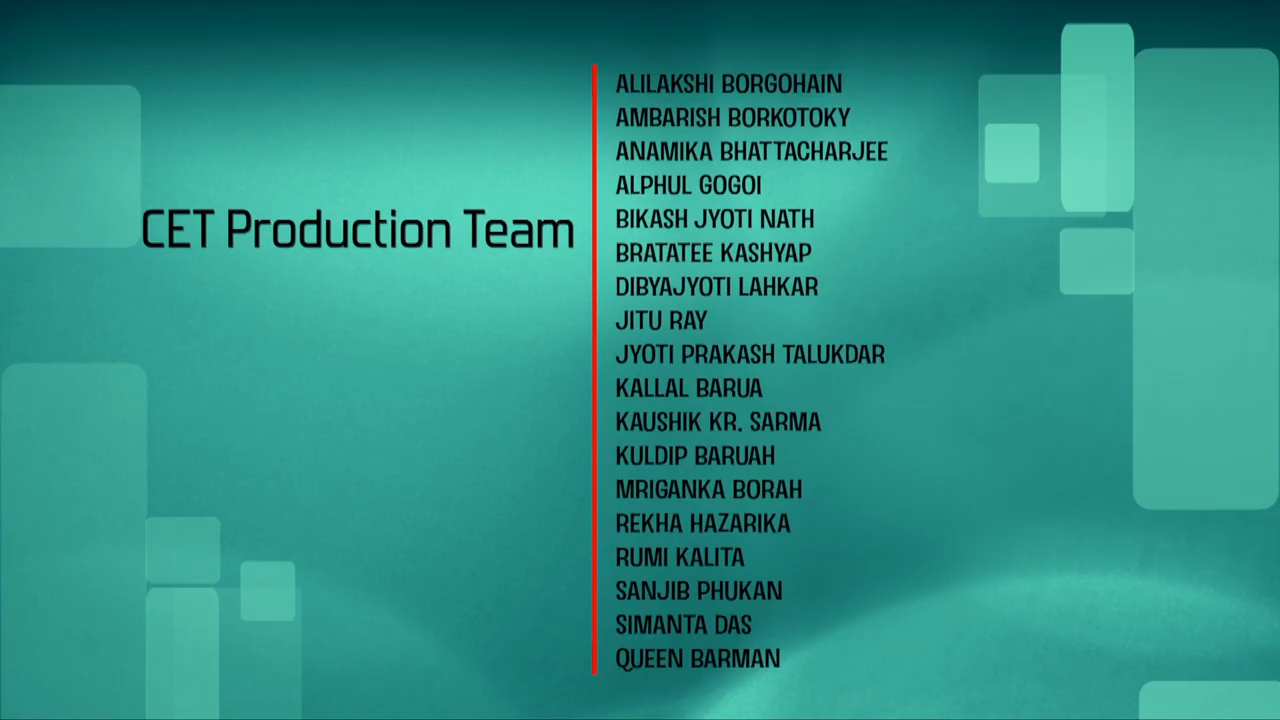 CET Production Team
ALILAKSHI BORGOHAIN
AMBARISH BORKOTOKY
ANAMIKA BHATTACHARJEE
ALPHUL GOGOI
BIKASH JYOTI NATH
BRATATEE KASHYAP
DIBYAJYOTI LAHKAR
JITU RAY
JYOTI PRAKASH TALUKDAR
KALLAL BARUA
KAUSHIK KR. SARMA
KULDIP BARUAH
MRIGANKA BORAH
REKHA HAZARIKA
RUMI KALITA
SANJIB PHUKAN
SIMANTA DAS
QUEEN BARMAN